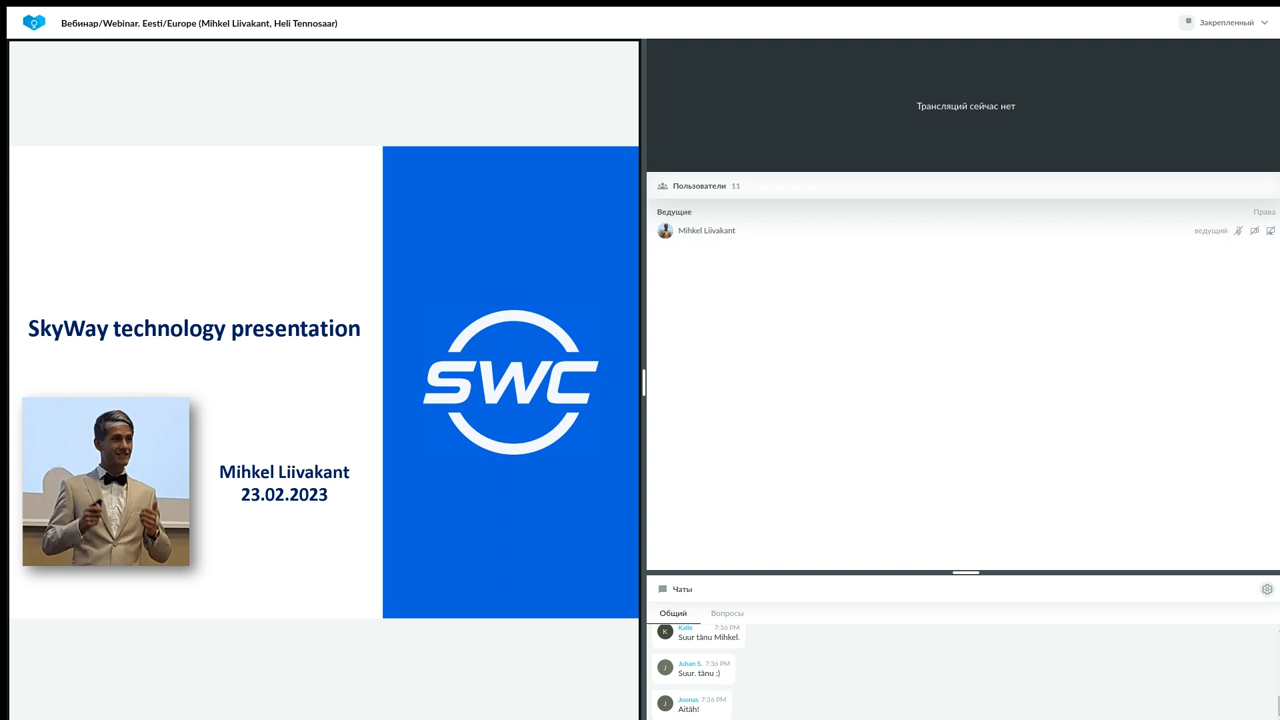 Вебинар/Webinar. Eesti/Europe (Mihkel Liivakant, Heli Tennosaar)
Закрепленный
SkyWay technology presentation
Mihkel Liivakant
23.02.2023
SWC
Трансляций сейчас нет
Пользователи 11
Ведущие Права
Mihkel Liivakant ведущий
Чаты
Общий Вопросы
K Kalle 7:36 PM
Suur tänu Mihkel.
J Juhan S. 7:36 PM
Suur. tänu :)
J Joonas 7:36 PM
Aitäh!